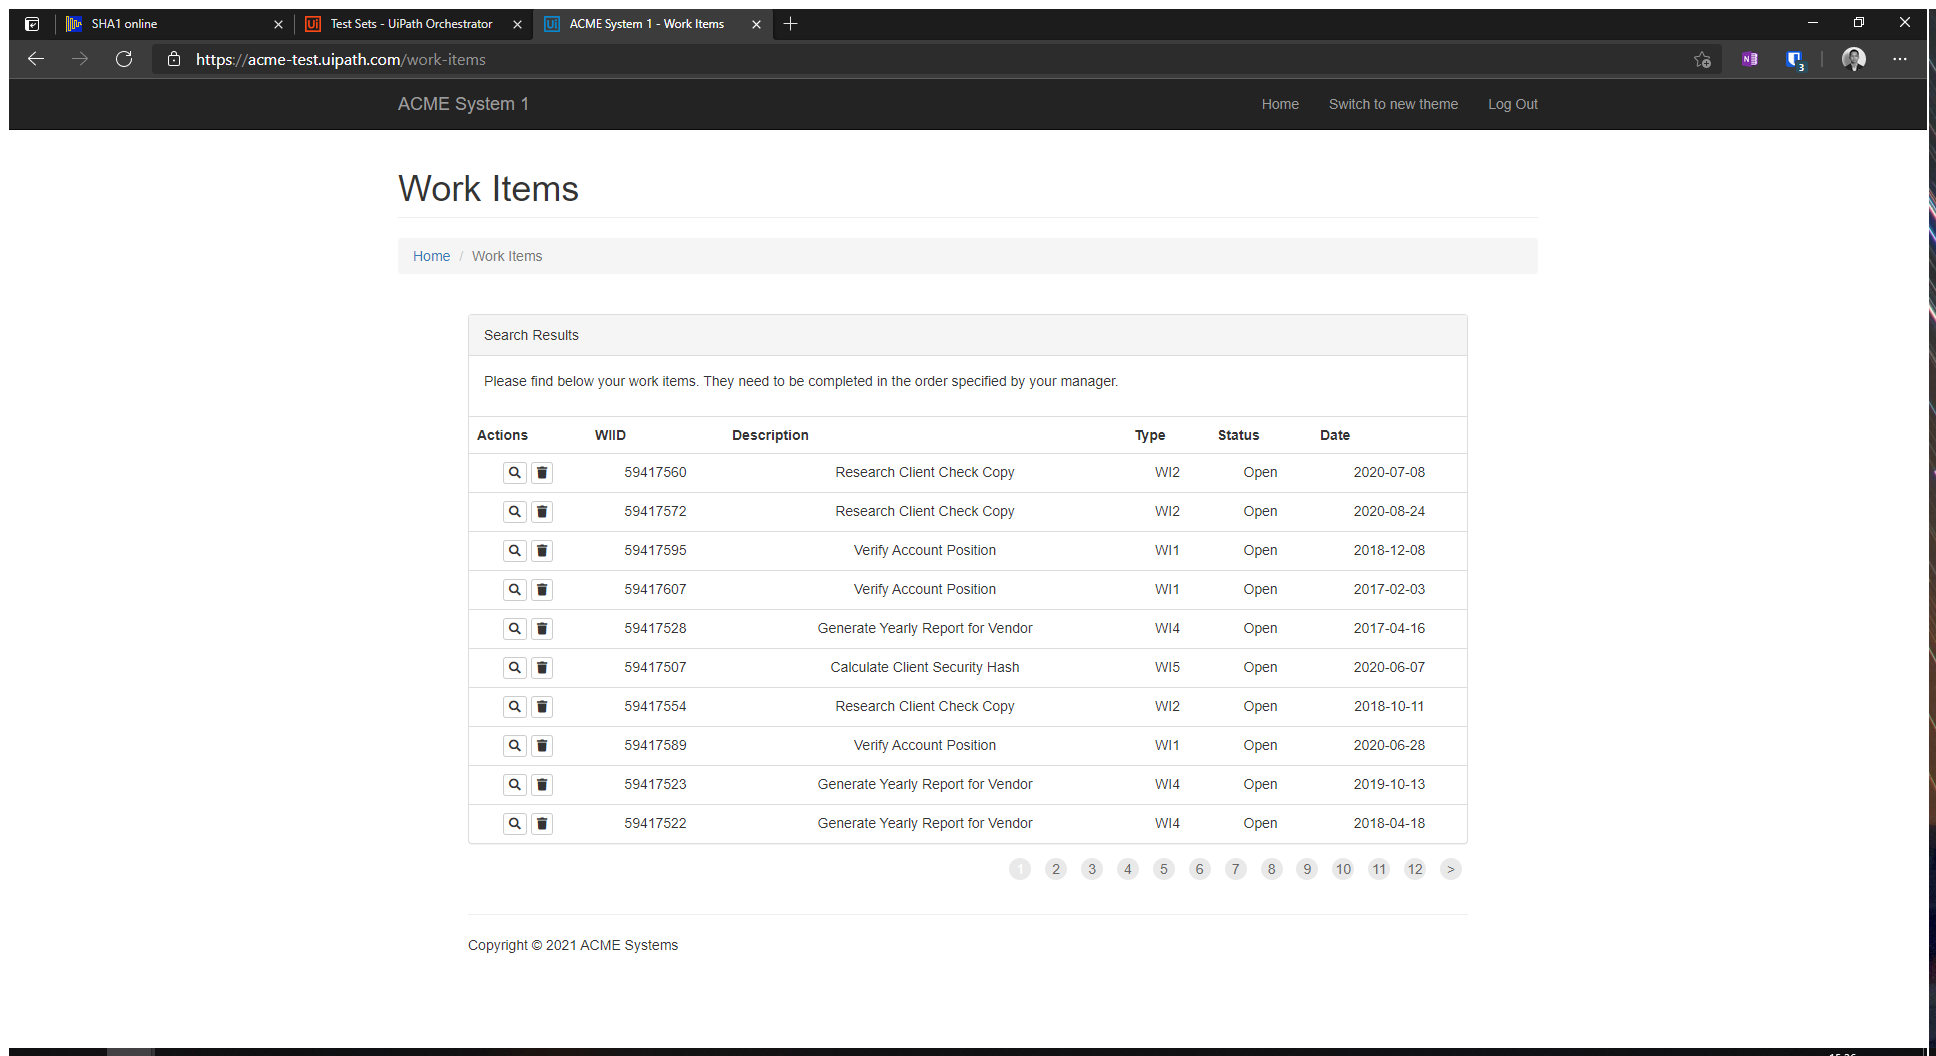 SHA1 online
Test Sets - UiPath Orchestrator
ACME System 1 - Work Items
https://acme-test.uipath.com/work-items
N
3
ACME System 1 Home Switch to new theme Log Out
Work Items
Home / Work Items
Search Results
Please find below your work items. They need to be completed in the order specified by your manager.
Actions WIID Description Type Status Date
59417560 Research Client Check Copy WI2 Open 2020-07-08
59417572 Research Client Check Copy WI2 Open 2020-08-24
59417595 Verify Account Position WI1 Open 2018-12-08
59417607 Verify Account Position WI1 Open 2017-02-03
59417528 Generate Yearly Report for Vendor WI4 Open 2017-04-16
59417507 Calculate Client Security Hash WI5 Open 2020-06-07
59417554 Research Client Check Copy WI2 Open 2018-10-11
59417589 Verify Account Position WI1 Open 2020-06-28
59417523 Generate Yearly Report for Vendor WI4 Open 2019-10-13
59417522 Generate Yearly Report for Vendor WI4 Open 2018-04-18
1 2 3 4 5 6 7 8 9 10 11 12 >
Copyright © 2021 ACME Systems